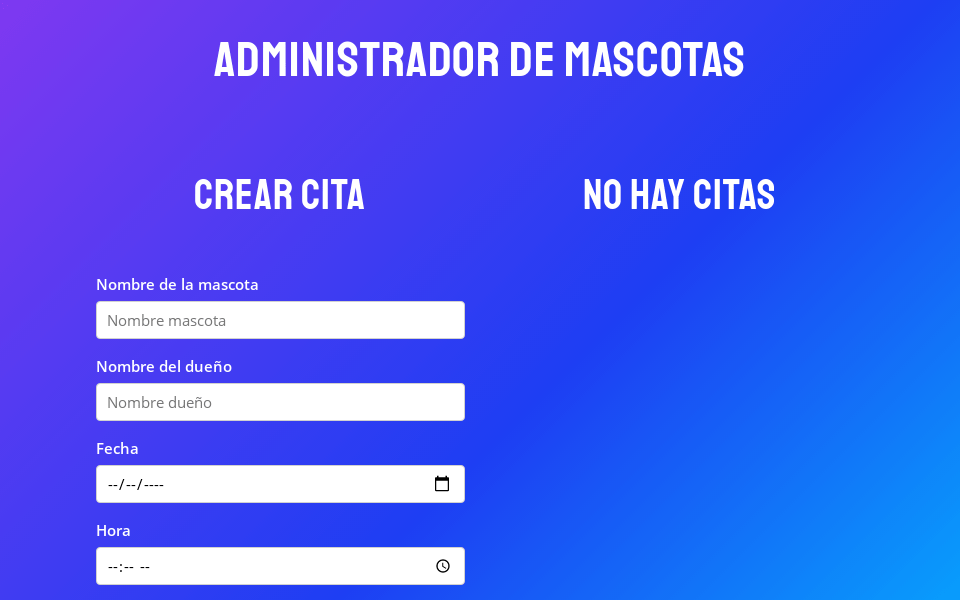 ADMINISTRADOR DE MASCOTAS
CREAR CITA
NO HAY CITAS
Nombre de la mascota
Nombre mascota
Nombre del dueño
Nombre dueño
Fecha
--/--/----
Hora
--:-- --